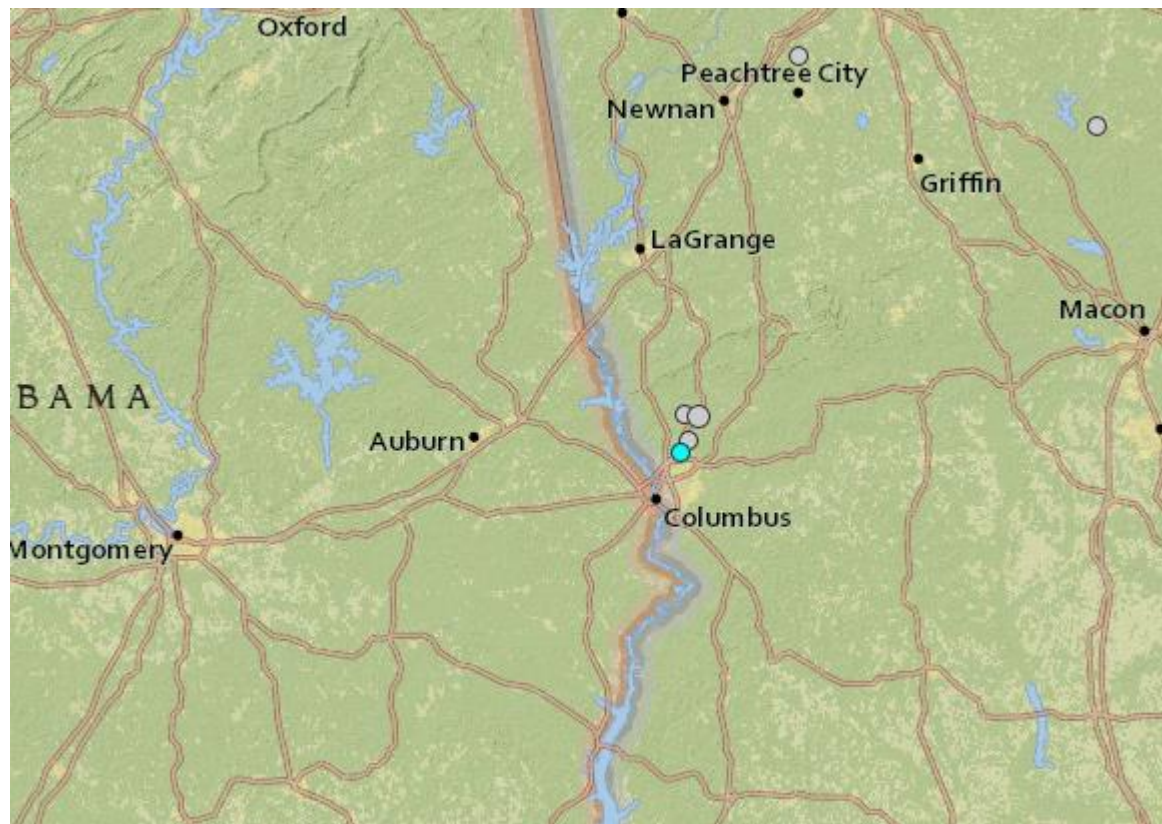 Oxford
Peachtree City
Newnan
Griffin
LaGrange
Macon
BAMA
Auburn
Columbus
Montgomery